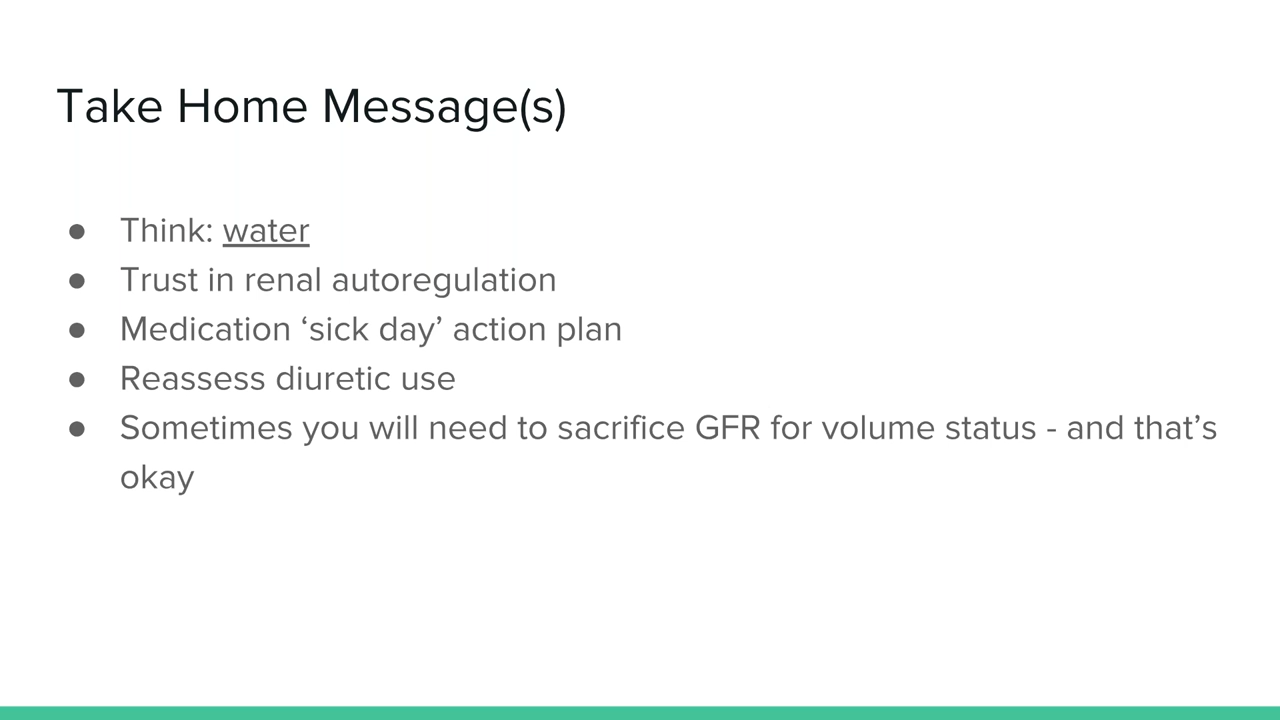 Take Home Message(s)
● Think: water
● Trust in renal autoregulation
● Medication ‘sick day’ action plan
● Reassess diuretic use
● Sometimes you will need to sacrifice GFR for volume status - and that’s
okay